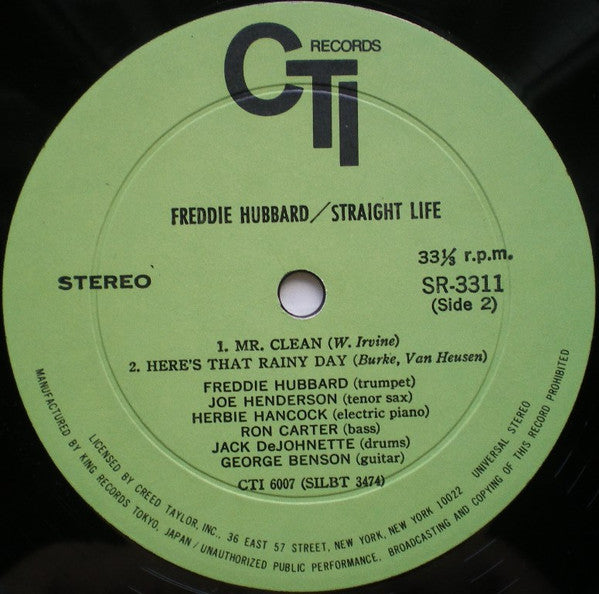 CTI RECORDS
FREDDIE HUBBARD/STRAIGHT LIFE
STEREO
33⅓ r.p.m.
SR-3311
(Side 2)
1. MR. CLEAN (W. Irvine)
2. HERE'S THAT RAINY DAY (Burke, Van Heusen)
FREDDIE HUBBARD (trumpet)
JOE HENDERSON (tenor sax)
HERBIE HANCOCK (electric piano)
RON CARTER (bass)
JACK DeJOHNETTE (drums)
GEORGE BENSON (guitar)
CTI 6007 (SILBT 3474)
LICENSED BY CREED TAYLOR, INC., 36 EAST 57 STREET, NEW YORK, NEW YORK 10022 UNIVERSAL STEREO
MANUFACTURED BY KING RECORDS TOKYO, JAPAN/UNAUTHORIZED PUBLIC PERFORMANCE, BROADCASTING AND COPYING OF THIS RECORD PROHIBITED